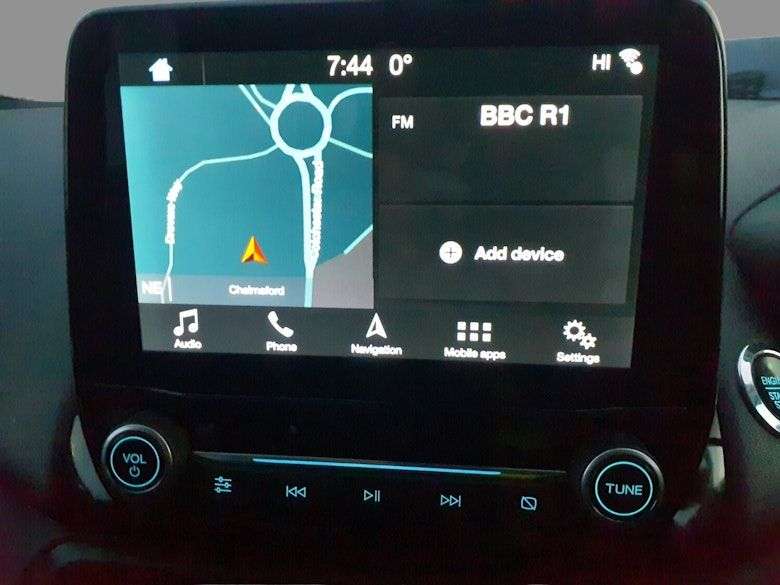 7:44 0° HI
FM BBC R1
NE
Chelmsford
Add device
Audio
Phone
Navigation
Mobile apps
Settings
VOL
TUNE